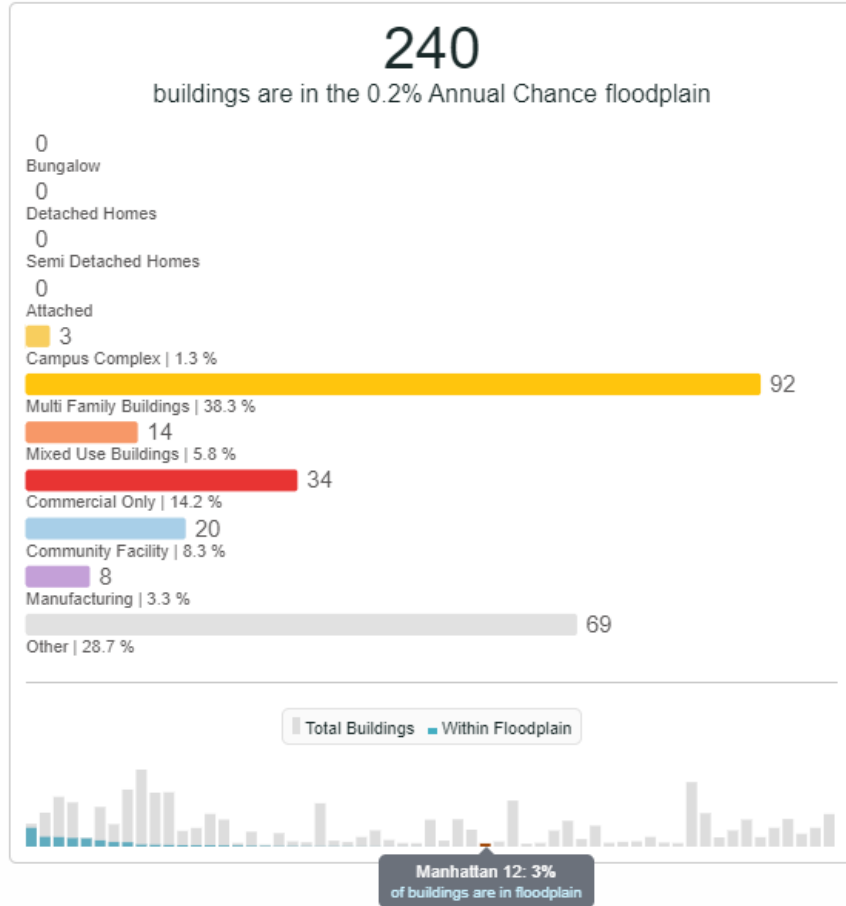 240
buildings are in the 0.2% Annual Chance floodplain
0
Bungalow
0
Detached Homes
0
Semi Detached Homes
0
Attached
3
Campus Complex | 1.3 %
92
Multi Family Buildings | 38.3 %
14
Mixed Use Buildings | 5.8 %
34
Commercial Only | 14.2 %
20
Community Facility | 8.3 %
8
Manufacturing | 3.3 %
69
Other | 28.7 %
Total Buildings Within Floodplain
Manhattan 12: 3%
of buildings are in floodplain